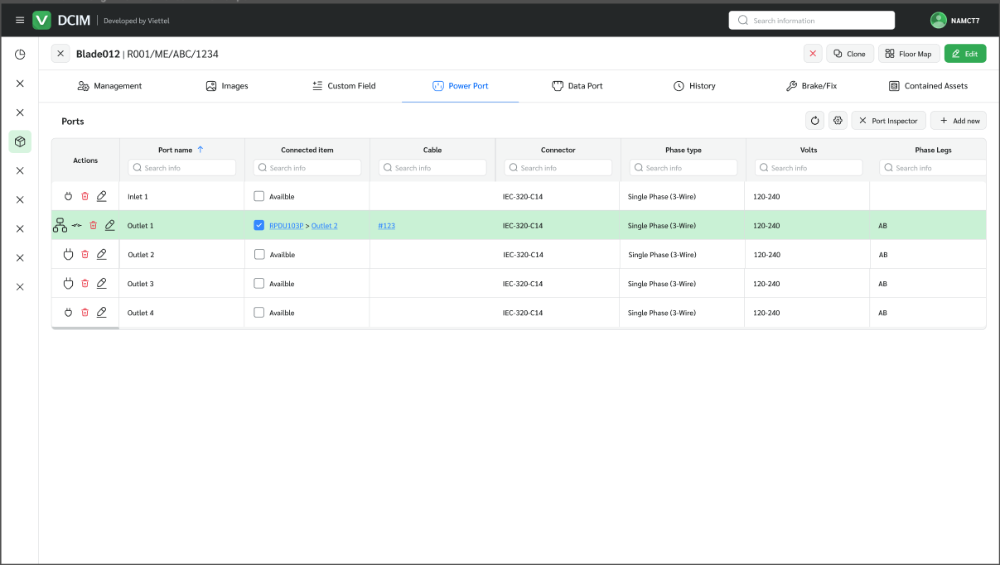 DCIM
Developed by Viettel
Search information
NAMCT7
Blade012 | R001/ME/ABC/1234
Clone
Floor Map
Edit
Management
Images
Custom Field
Power Port
Data Port
History
Brake/Fix
Contained Assets
Ports
Port Inspector
Add new
Actions
Port name
Connected item
Cable
Connector
Phase type
Volts
Phase Legs
Search info
Search info
Search info
Search info
Search info
Search info
Search info
Inlet 1 Availble IEC-320-C14 Single Phase (3-Wire) 120-240
Outlet 1 RPDU103P > Outlet 2 #123 IEC-320-C14 Single Phase (3-Wire) 120-240 AB
Outlet 2 Availble IEC-320-C14 Single Phase (3-Wire) 120-240 AB
Outlet 3 Availble IEC-320-C14 Single Phase (3-Wire) 120-240 AB
Outlet 4 Availble IEC-320-C14 Single Phase (3-Wire) 120-240 AB